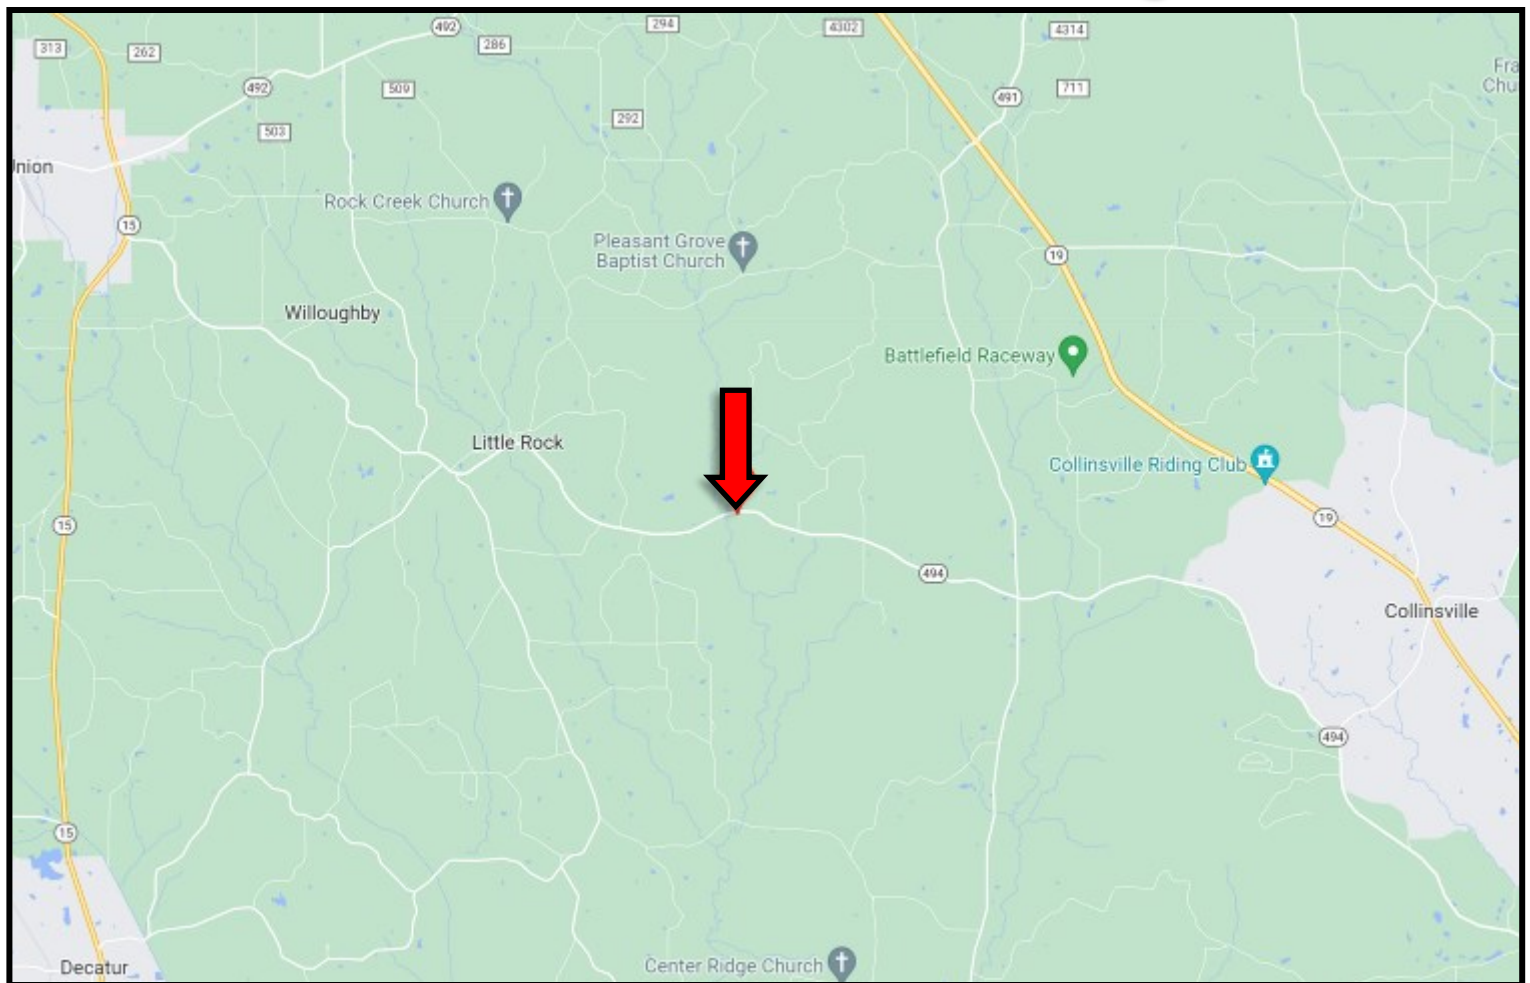 492
294
4302
4314
313
262
286
Fra
Chu
492
509
491
711
503
292
Union
Rock Creek Church
15
Pleasant Grove
Baptist Church
19
Willoughby
Battlefield Raceway
Little Rock
Collinsville Riding Club
15
19
494
Collinsville
494
15
Decatur
Center Ridge Church